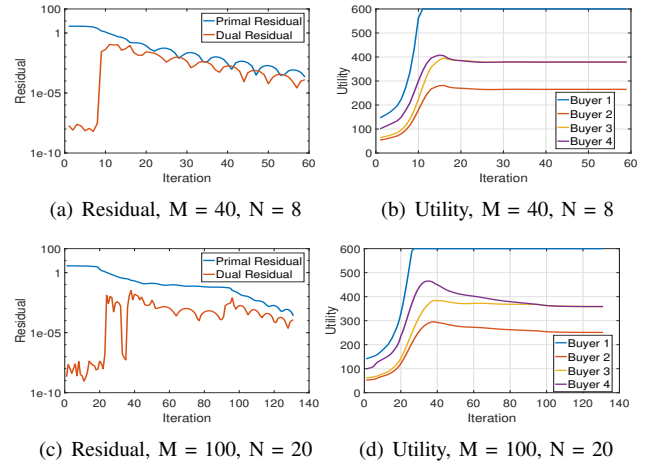 1
1e-05
1e-10
Residual
Primal Residual
Dual Residual
0 10 20 30 40 50 60
Iteration
(a) Residual, M = 40, N = 8
600
500
400
300
200
100
0
Utility
Buyer 1
Buyer 2
Buyer 3
Buyer 4
0 10 20 30 40 50 60
Iteration
(b) Utility, M = 40, N = 8
1
1e-05
1e-10
Residual
Primal Residual
Dual Residual
0 20 40 60 80 100 120 140
Iteration
(c) Residual, M = 100, N = 20
600
500
400
300
200
100
0
Utility
Buyer 1
Buyer 2
Buyer 3
Buyer 4
0 20 40 60 80 100 120 140
Iteration
(d) Utility, M = 100, N = 20